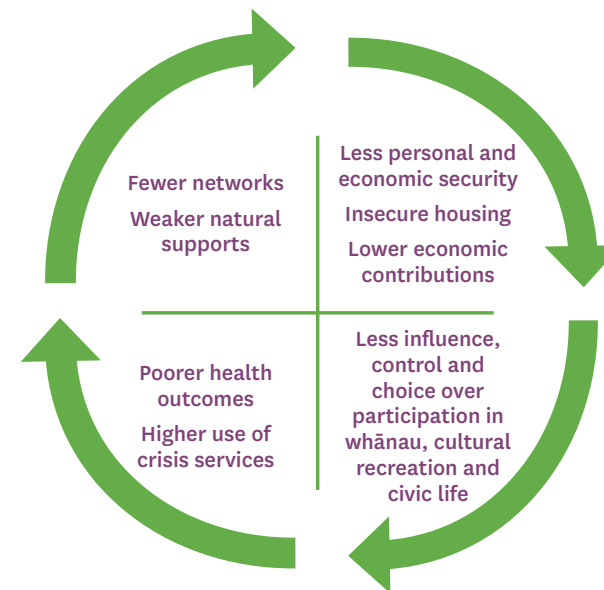 Fewer networks
Weaker natural
supports
Less personal and
economic security
Insecure housing
Lower economic
contributions
Poorer health
outcomes
Higher use of
crisis services
Less influence,
control and
choice over
participation in
whānau, cultural
recreation and
civic life